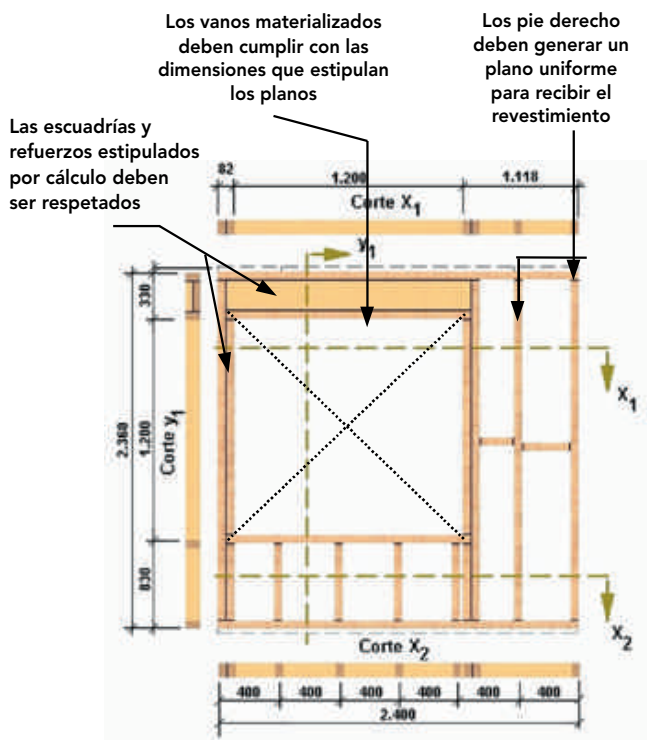 Los vanos materializados
deben cumplir con las
dimensiones que estipulan
los planos
Los pie derecho
deben generar un
plano uniforme
para recibir el
revestimiento
Las escuadrías y
refuerzos estipulados
por cálculo deben
ser respetados
82
1.200
1.118
Corte X1
y1
330
1.200
830
2.360
Corte y1
X1
X2
Corte X2
400
400
400
400
400
400
2.400